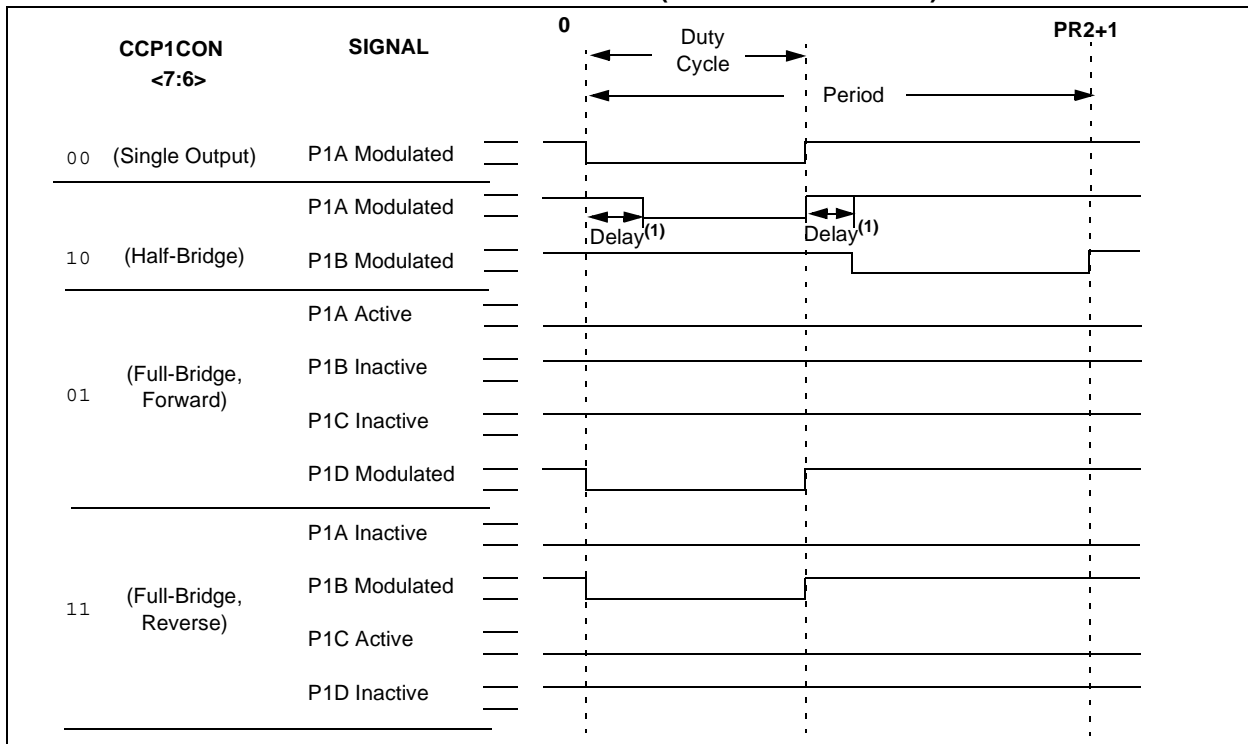 0
PR2+1
CCP1CON
<7:6>
SIGNAL
Duty
Cycle
Period
00 (Single Output) P1A Modulated
P1A Modulated
Delay(1) Delay(1)
10 (Half-Bridge) P1B Modulated
P1A Active
P1B Inactive
01 (Full-Bridge,
Forward)
P1C Inactive
P1D Modulated
P1A Inactive
P1B Modulated
11 (Full-Bridge,
Reverse)
P1C Active
P1D Inactive